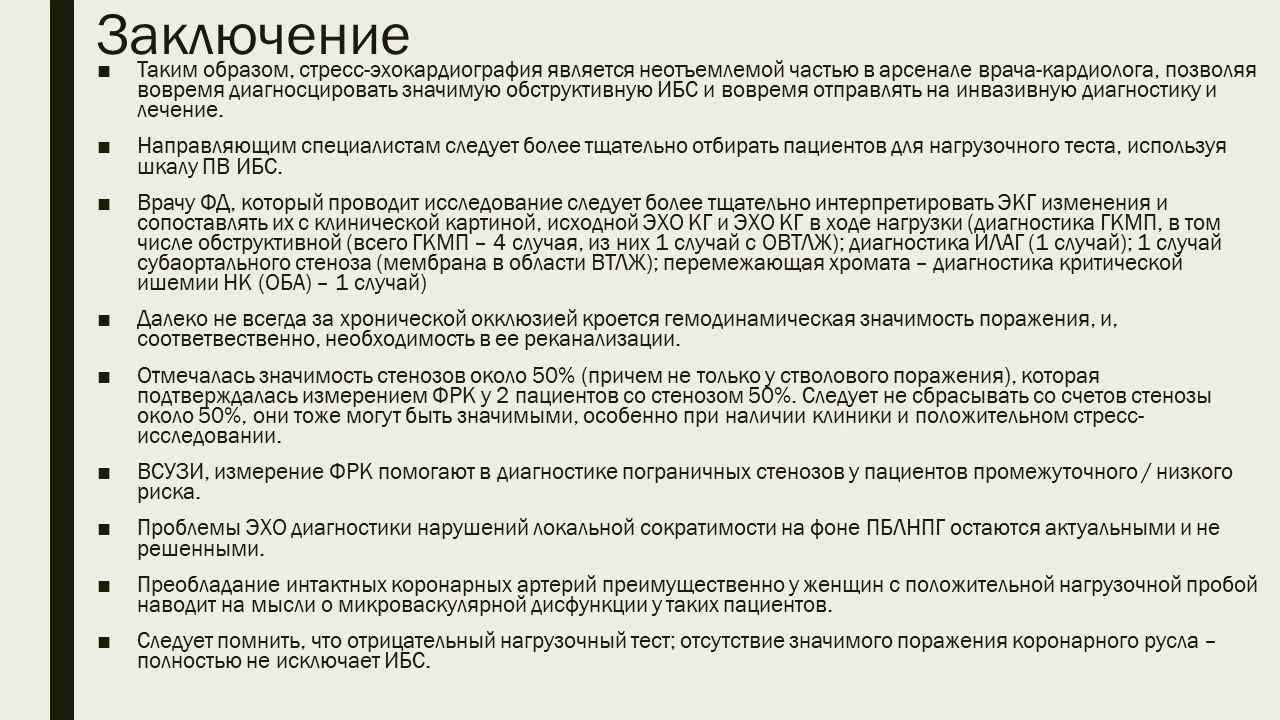 Заключение
■ Таким образом, стресс-эхокардиография является неотъемлемой частью в арсенале врача-кардиолога, позволяя
вовремя диагносцировать значимую обструктивную ИБС и вовремя отправлять на инвазивную диагностику и
лечение.
■ Направляющим специалистам следует более тщательно отбирать пациентов для нагрузочного теста, используя
шкалу ПВ ИБС.
■ Врачу ФД, который проводит исследование следует более тщательно интерпретировать ЭКГ изменения и
сопоставлять их с клинической картиной, исходной ЭХО КГ и ЭХО КГ в ходе нагрузки (диагностика ГКМП, в том
числе обструктивной (всего ГКМП – 4 случая, из них 1 случай с ОВТЛЖ); диагностика ИЛАГ (1 случай); 1 случай
субаортального стеноза (мембрана в области ВТЛЖ); перемежающая хромата – диагностика критической
ишемии НК (ОБА) – 1 случай)
■ Далеко не всегда за хронической окклюзией кроется гемодинамическая значимость поражения, и,
соответвественно, необходимость в ее реканализации.
■ Отмечалась значимость стенозов около 50% (причем не только у стволового поражения), которая
подтверждалась измерением ФРК у 2 пациентов со стенозом 50%. Следует не сбрасывать со счетов стенозы
около 50%, они тоже могут быть значимыми, особенно при наличии клиники и положительном стресс-
исследовании.
■ ВСУЗИ, измерение ФРК помогают в диагностике пограничных стенозов у пациентов промежуточного / низкого
риска.
■ Проблемы ЭХО диагностики нарушений локальной сократимости на фоне ПБЛНПГ остаются актуальными и не
решенными.
■ Преобладание интактных коронарных артерий преимущественно у женщин с положительной нагрузочной пробой
наводит на мысли о микроваскулярной дисфункции у таких пациентов.
■ Следует помнить, что отрицательный нагрузочный тест; отсутствие значимого поражения коронарного русла –
полностью не исключает ИБС.